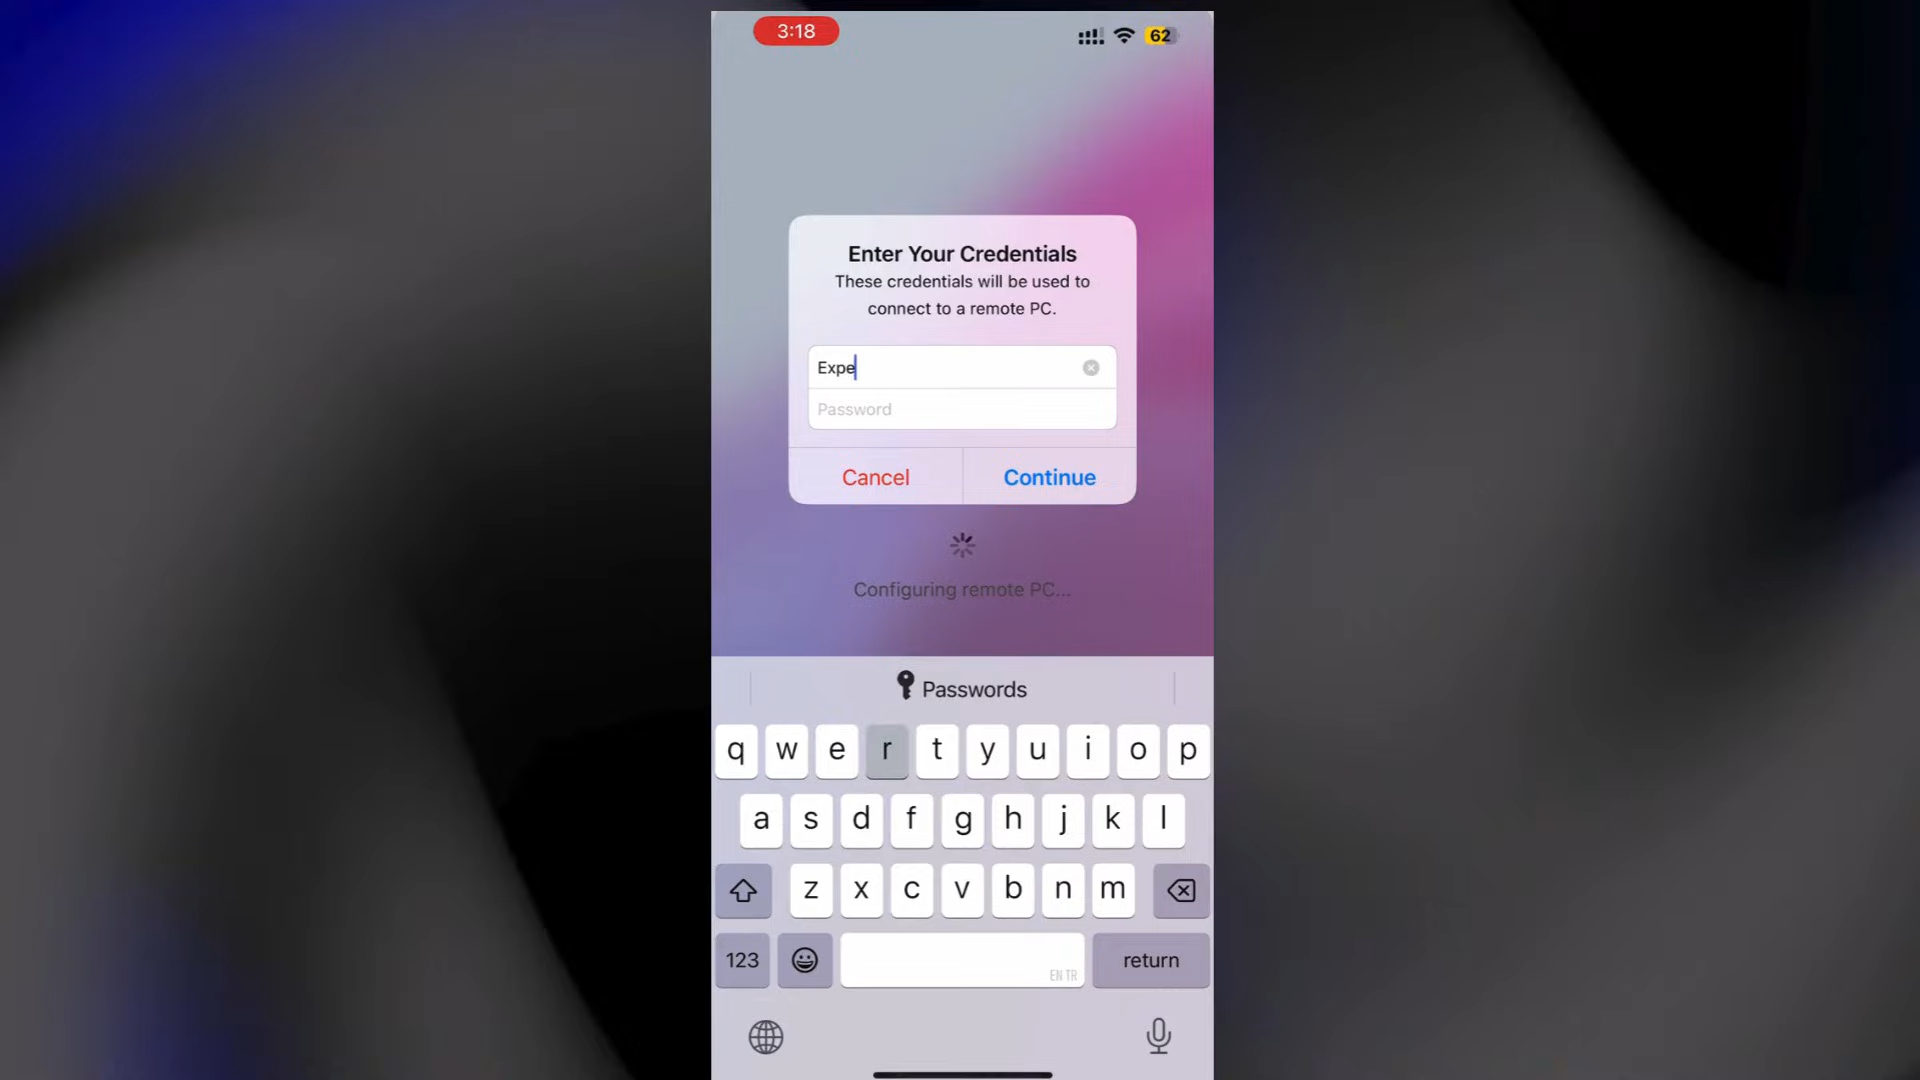 3:18
62
Enter Your Credentials
These credentials will be used to
connect to a remote PC.
Expe
Password
Cancel
Continue
Configuring remote PC...
Passwords
q w e r t y u i o p
a s d f g h j k l
z x c v b n m
123
EN TR
return